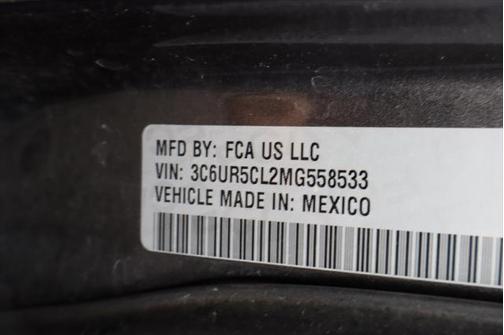 MFD BY: FCA US LLC
VIN: 3C6UR5CL2MG558533
VEHICLE MADE IN: MEXICO